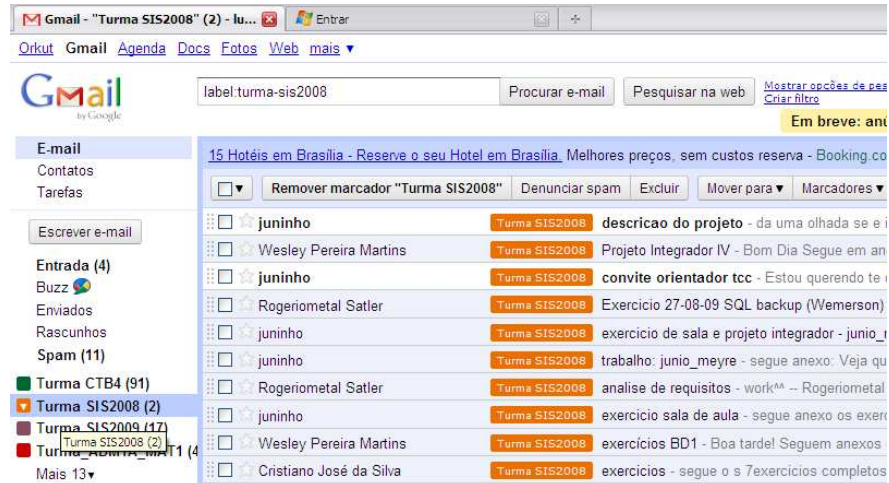 Gmail - "Turma SIS2008" (2) - lu... Entrar
Orkut Gmail Agenda Docs Fotos Web mais ▼
Gmail by Google
label:turma-sis2008 Procurar e-mail Pesquisar na web Mostrar opções de pes
Criar filtro
Em breve: anú
E-mail
Contatos
Tarefas
Escrever e-mail
Entrada (4)
Buzz
Enviados
Rascunhos
Spam (11)
Turma CTB4 (91)
Turma SIS2008 (2)
Turma SIS2009 (17)
Turma SIS2008 (2)
Mais 13▼
15 Hotéis em Brasília - Reserve o seu Hotel em Brasília. Melhores preços, sem custos reserva - Booking.co
Remover marcador "Turma SIS2008" Denunciar spam Excluir Mover para ▼ Marcadores ▼
juninho Turma SIS2008 descricao do projeto - da uma olhada se e
Wesley Pereira Martins Turma SIS2008 Projeto Integrador IV - Bom Dia Segue em an
juninho Turma SIS2008 convite orientador tcc - Estou querendo te
Rogeriometal Satler Turma SIS2008 Exercicio 27-08-09 SQL backup (Wemerson)
juninho Turma SIS2008 exercicio de sala e projeto integrador - junio_
juninho Turma SIS2008 trabalho: junio_meyre - segue anexo: Veja qu
Rogeriometal Satler Turma SIS2008 analise de requisitos - work^^ -- Rogeriometal
juninho Turma SIS2008 exercicio sala de aula - segue anexo os exerc
Wesley Pereira Martins Turma SIS2008 exercícios BD1 - Boa tarde! Seguem anexos
Cristiano José da Silva Turma SIS2008 exercicios - segue o s 7exercicios completos